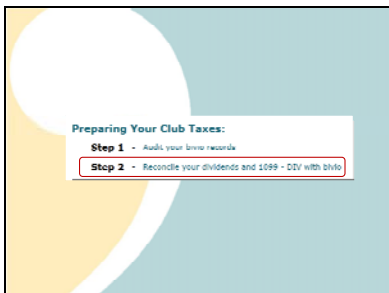 Preparing Your Club Taxes:
Step 1 - Audit your bivio records
Step 2 - Reconcile your dividends and 1099 - DIV with bivio